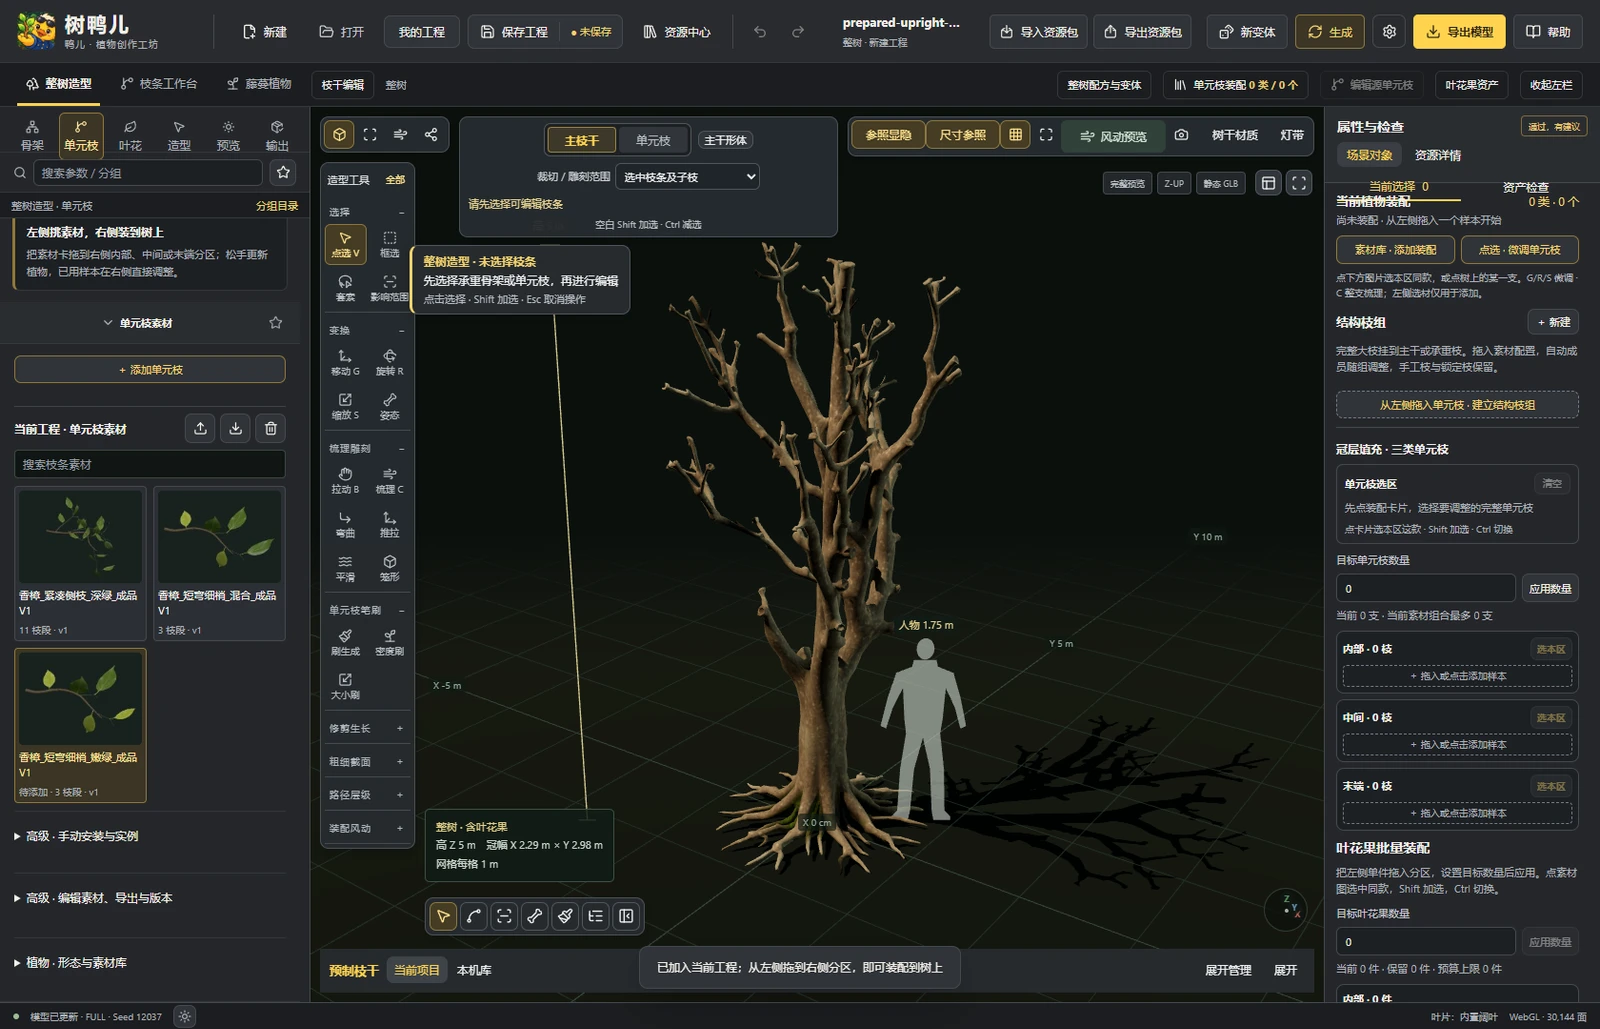 树鸭儿
鸭儿 · 植物创作工坊
新建
打开
我的工程
保存工程
● 未保存
资源中心
prepared-upright-...
整树 · 新建工程
导入资源包
导出资源包
新变体
生成
导出模型
帮助
整树造型
枝条工作台
藤蔓植物
枝干编辑
整树
整树配方与变体
单元枝装配 0 类 / 0 个
编辑源单元枝
叶花果资产
收起左栏
骨架
单元枝
叶花
造型
预览
输出
搜索参数 / 分组
整树造型 · 单元枝
分组目录
左侧挑素材，右侧装到树上
把素材卡拖到右侧内部、中间或末端分区；松手更新
植物，已用样本在右侧直接调整。
单元枝素材
+ 添加单元枝
当前工程 · 单元枝素材
搜索枝条素材
香樟_紧凑侧枝_深绿_成品
V1
11 枝段 · v1
香樟_短弯细梢_混合_成品
V1
3 枝段 · v1
香樟_短弯细梢_嫩绿_成品
V1
待添加 · 3 枝段 · v1
高级 · 手动安装与实例
高级 · 编辑素材、导出与版本
植物 · 形态与素材库
模型已更新 · FULL · Seed 12037
造型工具
全部
选择
点选 V
框选
套索
影响范围
变换
移动 G
旋转 R
缩放 S
姿态
梳理雕刻
拉动 B
梳理 C
弯曲
推拉
平滑
笼形
单元枝笔刷
刷生成
密度刷
大小刷
修剪生长
粗细截面
路径层级
装配风动
主枝干
单元枝
主干形体
裁切 / 雕刻范围
选中枝条及子枝
请先选择可编辑枝条
空白 Shift 加选 · Ctrl 减选
整树造型 · 未选择枝条
先选择承重骨架或单元枝，再进行编辑
点击选择 · Shift 加选 · Esc 取消操作
参照显隐
尺寸参照
风动预览
树干材质
灯带
完整预览
Z-UP
静态 GLB
Y 10 m
Y 5 m
X -5 m
X 0 cm
人物 1.75 m
整树 · 含叶花果
高 Z 5 m 冠幅 X 2.29 m × Y 2.98 m
网格每格 1 m
Z
Y
X
预制枝干
当前项目
本机库
已加入当前工程；从左侧拖到右侧分区，即可装配到树上
展开管理
展开
属性与检查
通过，有建议
场景对象
资源详情
当前选择 0
资产检查
当前植物装配
0 类 · 0 个
尚未装配 · 从左侧拖入一个样本开始
素材库 · 添加装配
点选 · 微调单元枝
点下方图片选本区同款，或点树上的某一支。G/R/S 微调 ·
C 整支梳理；左侧选材仅用于添加。
结构枝组
+ 新建
完整大枝挂到主干或承重枝。拖入素材配置，自动成
员随组调整，手工枝与锁定枝保留。
从左侧拖入单元枝 · 建立结构枝组
冠层填充 · 三类单元枝
单元枝选区
清空
先点装配卡片，选择要调整的完整单元枝
点卡片选本区这款 · Shift 加选 · Ctrl 切换
目标单元枝数量
0
应用数量
当前 0 支 · 当前素材组合最多 0 支
内部 · 0 枝
选本区
+ 拖入或点击添加样本
中间 · 0 枝
选本区
+ 拖入或点击添加样本
末端 · 0 枝
选本区
+ 拖入或点击添加样本
叶花果批量装配
把左侧单件拖入分区，设置目标数量后应用。点素材
图选中同款，Shift 加选，Ctrl 切换。
目标叶花果数量
0
应用数量
当前 0 件 · 保留 0 件 · 预算上限 0 件
内部 · 0 件
叶片：内置阔叶
WebGL · 30,144 面